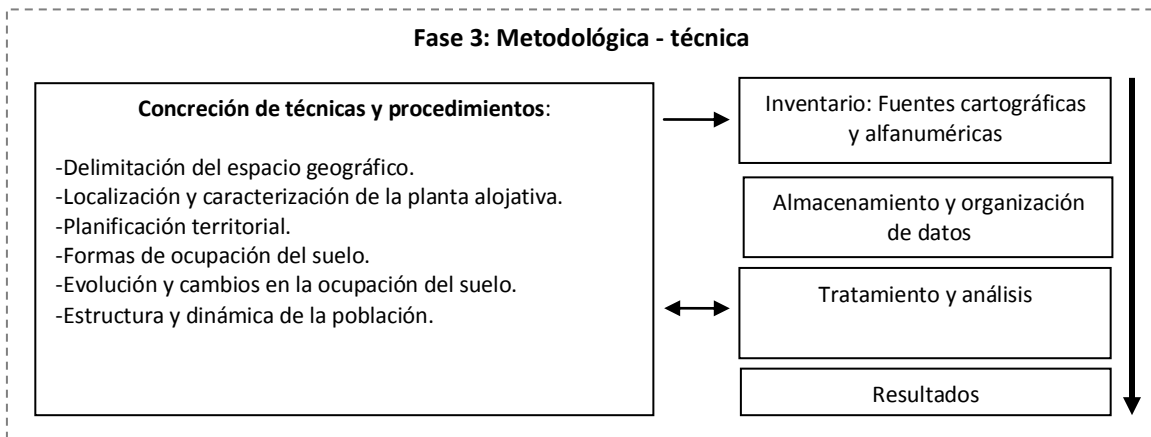 Fase 3: Metodológica - técnica
Concreción de técnicas y procedimientos:
-Delimitación del espacio geográfico.
-Localización y caracterización de la planta alojativa.
-Planificación territorial.
-Formas de ocupación del suelo.
-Evolución y cambios en la ocupación del suelo.
-Estructura y dinámica de la población.
Inventario: Fuentes cartográficas
y alfanuméricas
Almacenamiento y organización
de datos
Tratamiento y análisis
Resultados